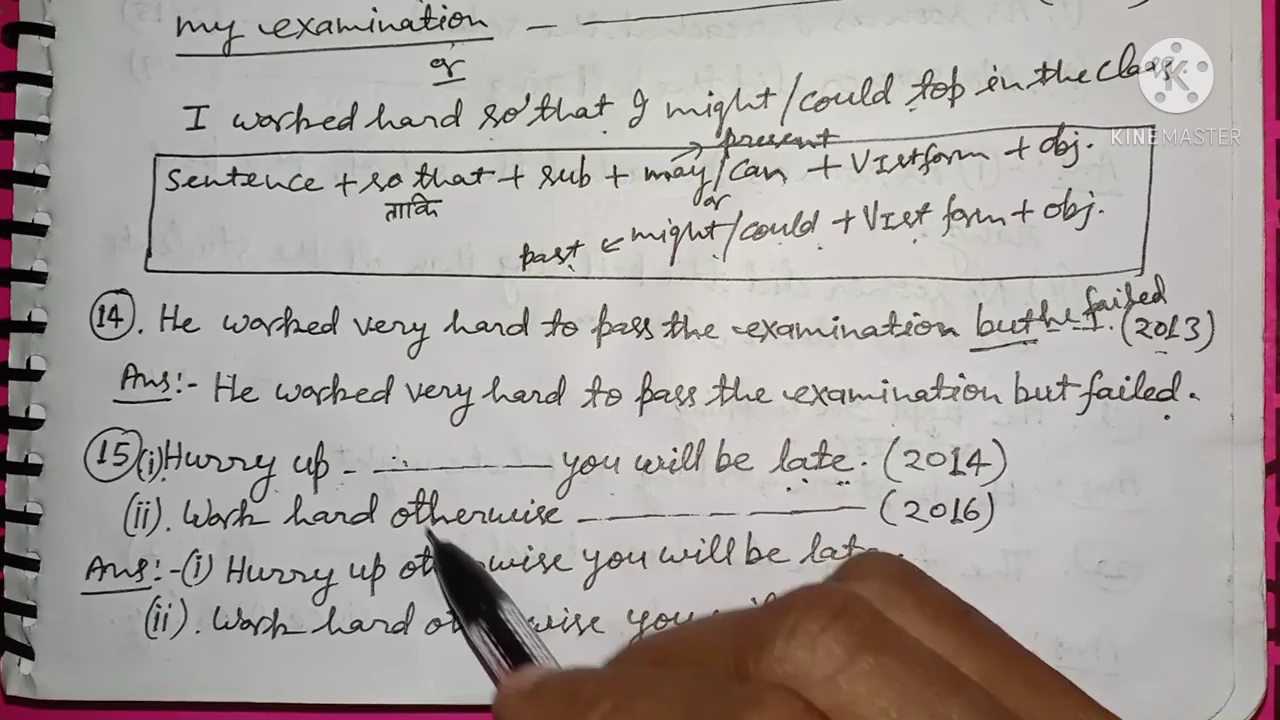 my examination
or
I worked hard so that I might/could top in the class.
KINEMASTER
present
Sentence + so that + sub + may/can + VIst form + obj.
ताकि
or
past ← might/could + VIst form + obj.
14. He worked very hard to pass the examination but he failed. (2013)
Ans:- He worked very hard to pass the examination but failed.
15 (i) Hurry up - ________ you will be late. (2014)
(ii). Work hard otherwise ________ (2016)
Ans:-(i) Hurry up otherwise you will be late.
(ii). Work hard otherwise you